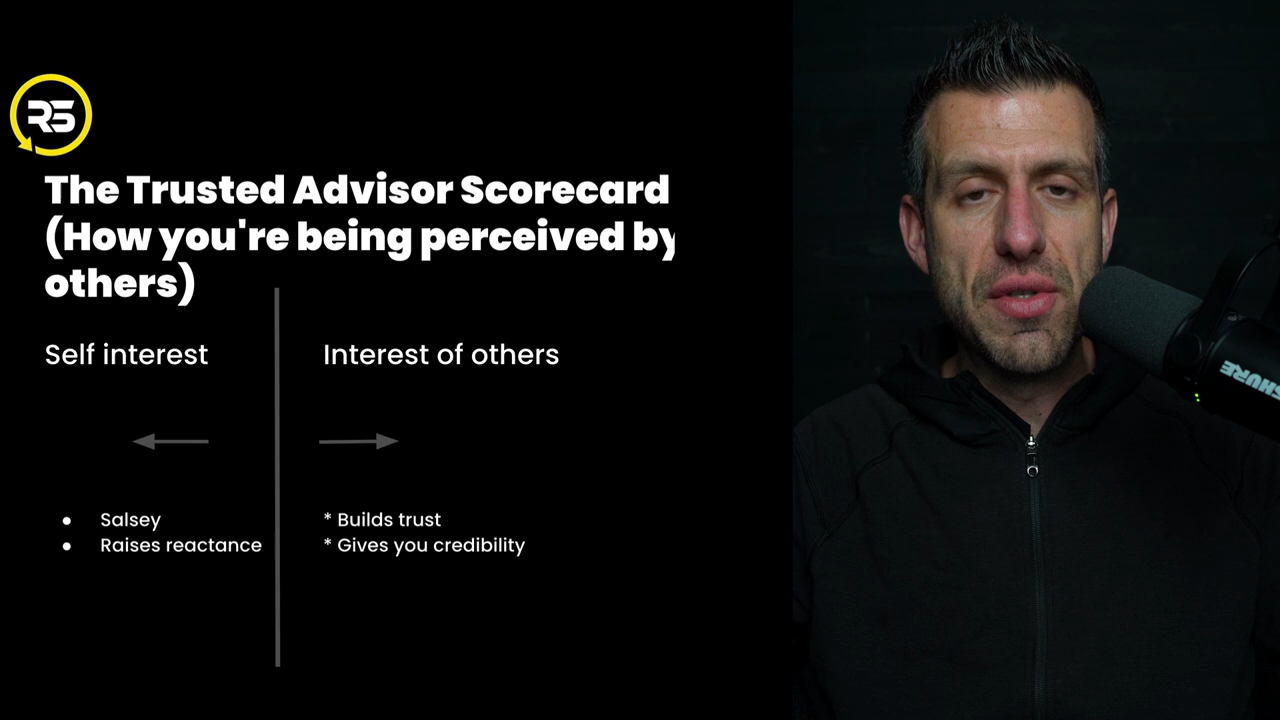 RS
The Trusted Advisor Scorecard
(How you're being perceived by
others)
Self interest
Interest of others
● Salsey
● Raises reactance
* Builds trust
* Gives you credibility
SHURE